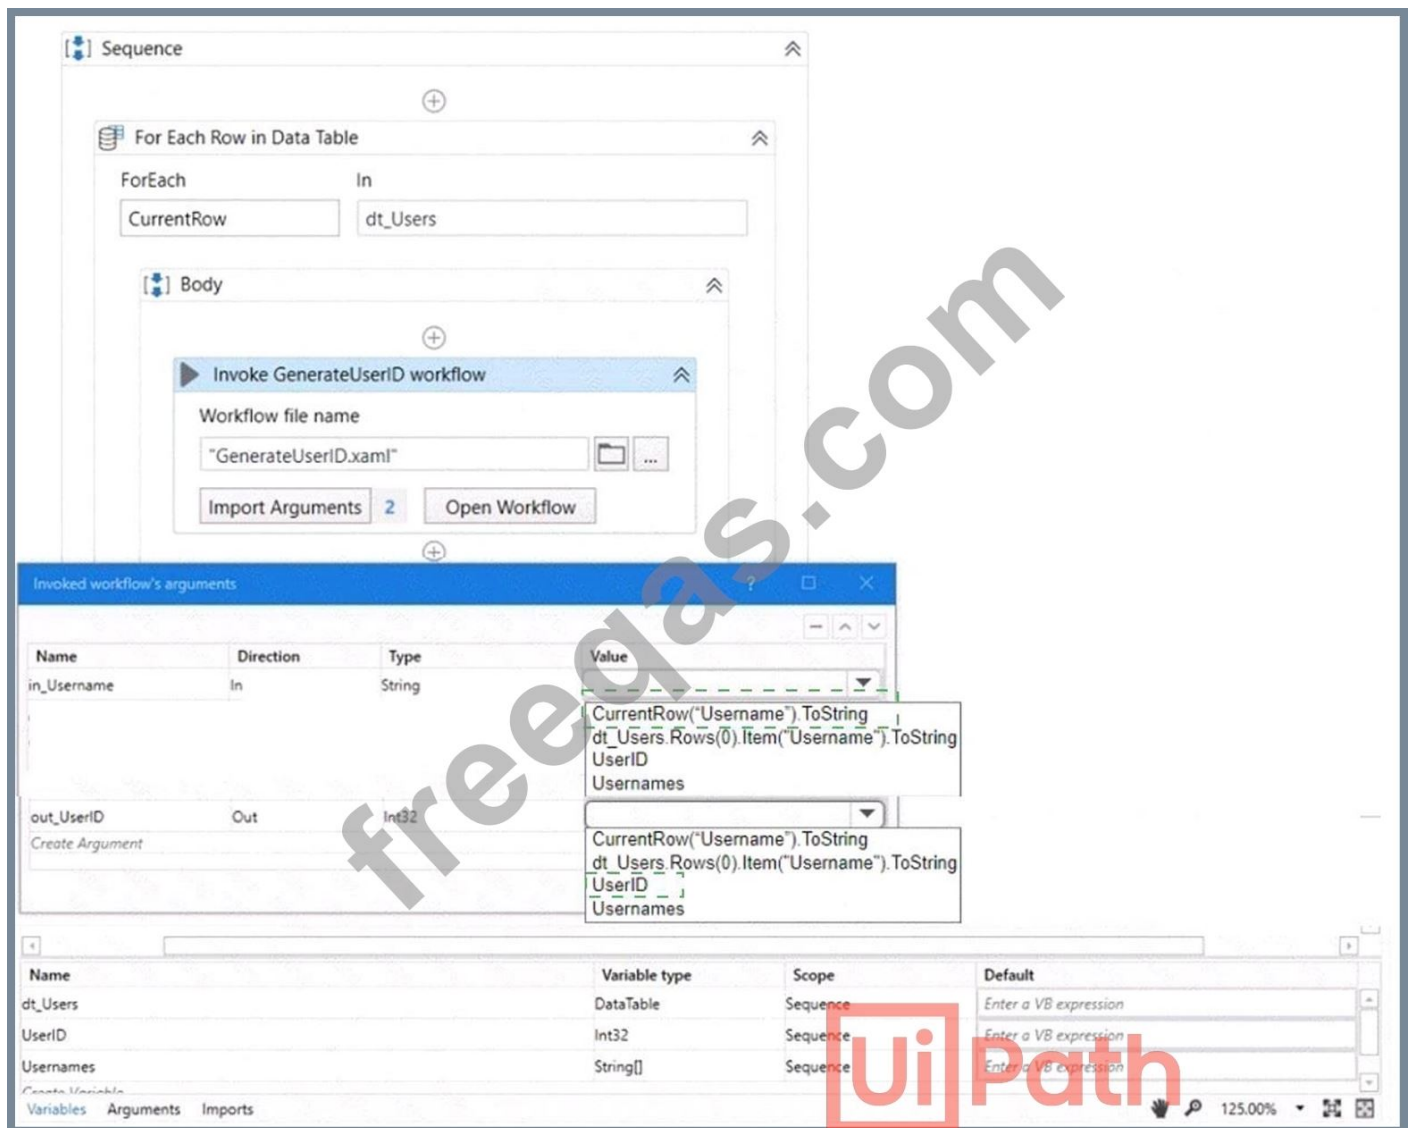 Sequence
For Each Row in Data Table
ForEach In
CurrentRow dt_Users
Body
Invoke GenerateUserID workflow
Workflow file name
"GenerateUserID.xaml"
...
Import Arguments 2 Open Workflow
Invoked workflow's arguments ?
Name Direction Type Value
in_Username In String
CurrentRow("Username").ToString
dt_Users.Rows(0).Item("Username").ToString
UserID
Usernames
out_UserID Out Int32
Create Argument
CurrentRow("Username").ToString
dt_Users.Rows(0).Item("Username").ToString
UserID
Usernames
Name Variable type Scope Default
dt_Users DataTable Sequence Enter a VB expression
UserID Int32 Sequence Enter a VB expression
Usernames String[] Sequence Enter a VB expression
Create Variable
Variables Arguments Imports 125.00%
freeqas.com
UiPath